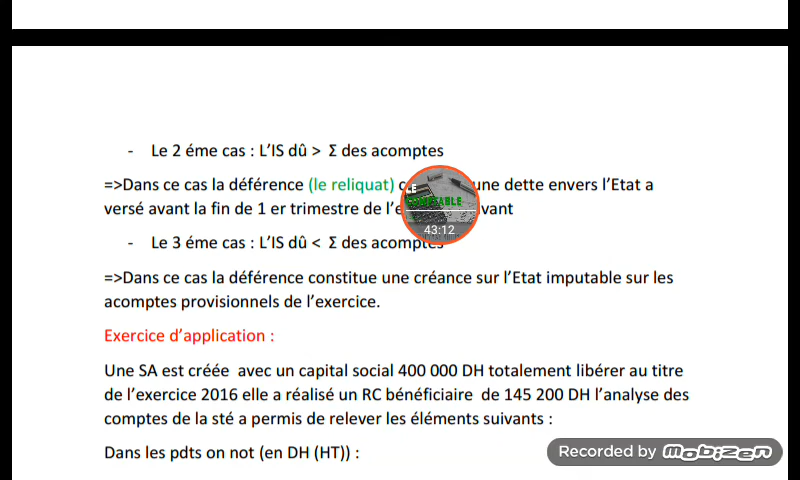 - Le 2 éme cas : L’IS dû > Σ des acomptes
=>Dans ce cas la déférence (le reliquat) une dette envers l’Etat a
versé avant la fin de 1 er trimestre de vant
- Le 3 éme cas : L’IS dû < Σ des acomptes
=>Dans ce cas la déférence constitue une créance sur l’Etat imputable sur les
acomptes provisionnels de l’exercice.
Exercice d’application :
Une SA est créée avec un capital social 400 000 DH totalement libérer au titre
de l’exercice 2016 elle a réalisé un RC bénéficiaire de 145 200 DH l’analyse des
comptes de la sté a permis de relever les éléments suivants :
Dans les pdts on not (en DH (HT)) :
43:12
Recorded by mobizen